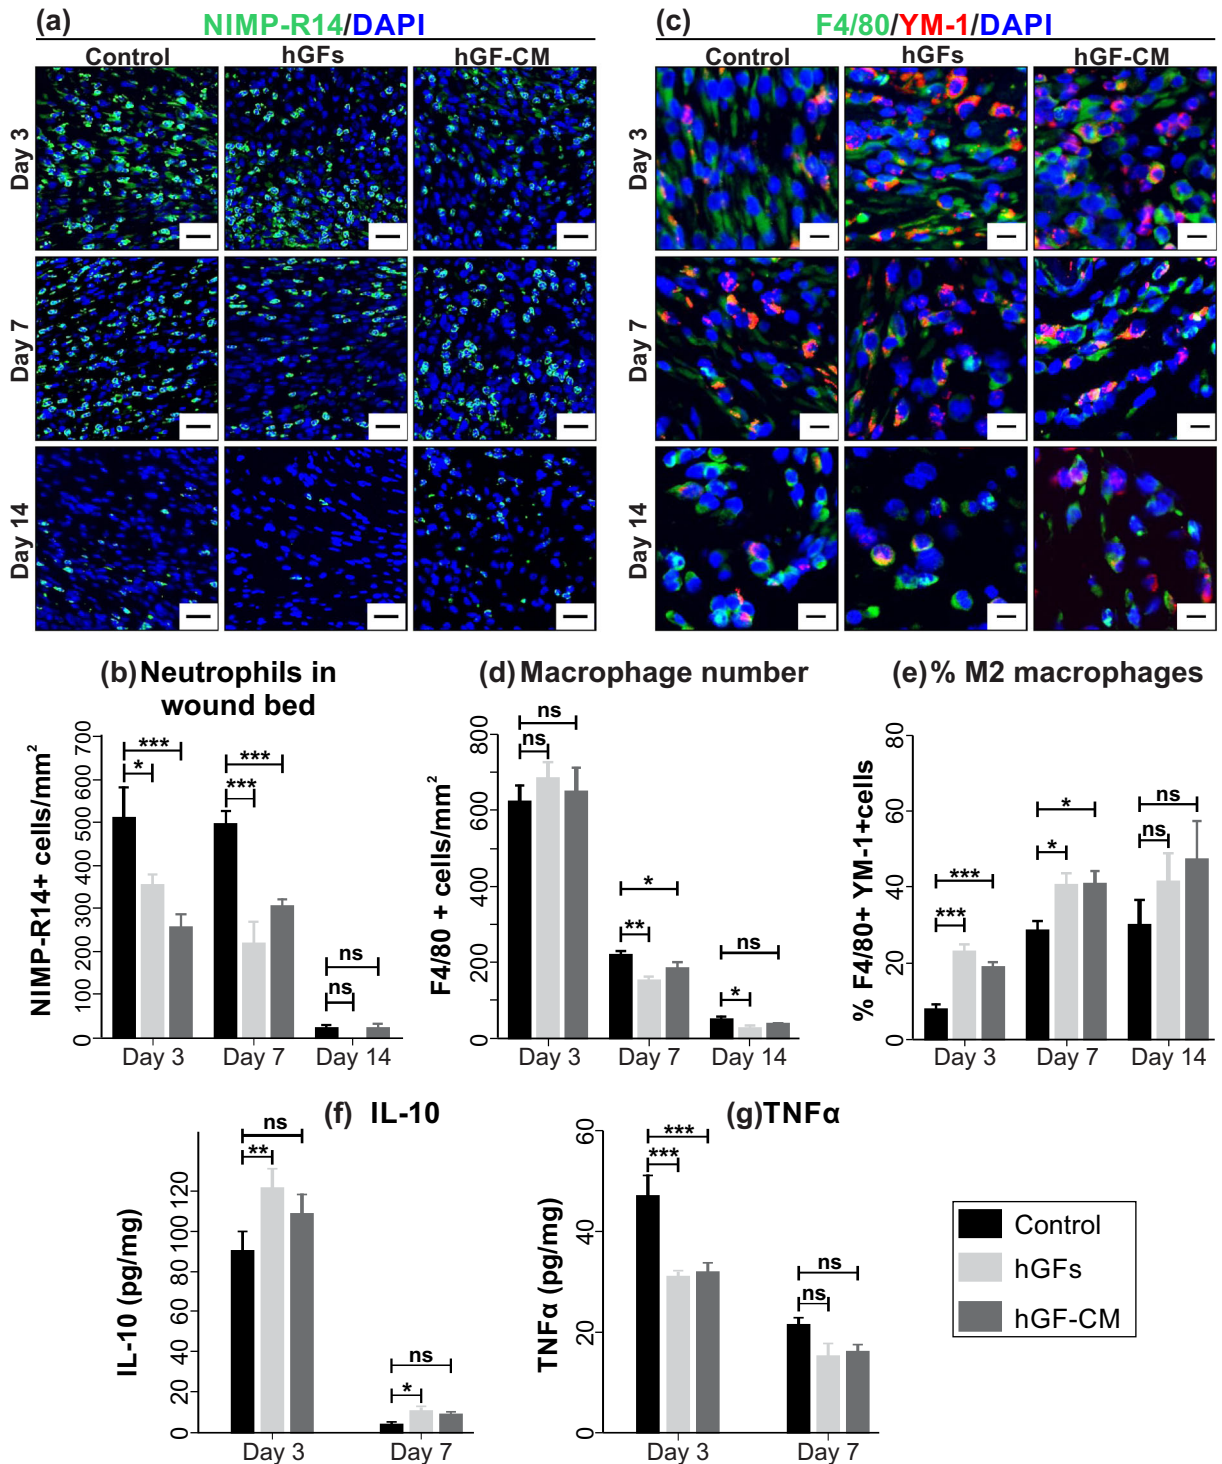 (a) NIMP-R14/DAPI
Control hGFs hGF-CM
Day 3
Day 7
Day 14
(c) F4/80/YM-1/DAPI
Control hGFs hGF-CM
Day 3
Day 7
Day 14
(b) Neutrophils in
wound bed
NIMP-R14+ cells/mm²
0 100 200 300 400 500 600 700
*** * *** *** ns ns
Day 3 Day 7 Day 14
(d) Macrophage number
F4/80 + cells/mm²
0 200 400 600 800
ns ns * ** ns *
Day 3 Day 7 Day 14
(e) % M2 macrophages
% F4/80+ YM-1+cells
0 20 40 60 80
*** *** * * ns ns
Day 3 Day 7 Day 14
(f) IL-10
IL-10 (pg/mg)
0 20 40 60 80 100 120
ns ** ns *
Day 3 Day 7
(g) TNFα
TNFα (pg/mg)
0 20 40 60
*** *** ns ns
Day 3 Day 7
Control
hGFs
hGF-CM